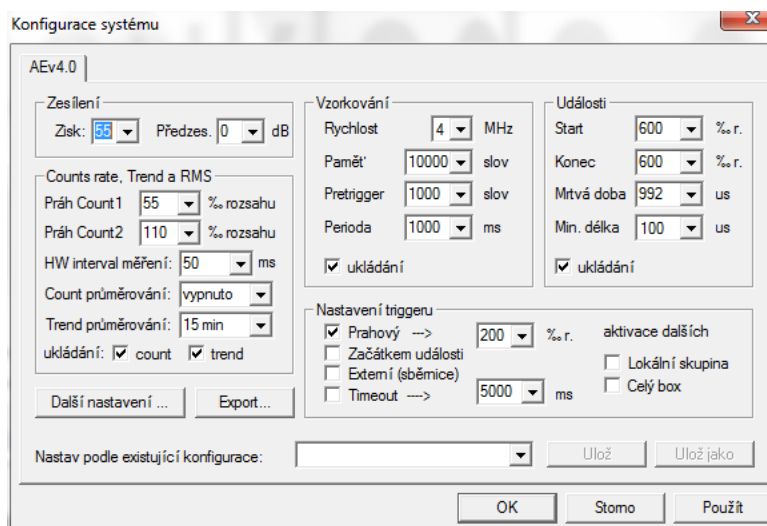 Konfigurace systému
AEv4.0
Zesílení
Zisk: 55 Předzes. 0 dB
Counts rate, Trend a RMS
Práh Count1 55 ‰ rozsahu
Práh Count2 110 ‰ rozsahu
HW interval měření: 50 ms
Count průměrování: vypnuto
Trend průměrování: 15 min
ukládání: count trend
Další nastavení ... Export...
Vzorkování
Rychlost 4 MHz
Paměť 10000 slov
Pretrigger 1000 slov
Perioda 1000 ms
ukládání
Události
Start 600 ‰ r.
Konec 600 ‰ r.
Mrtvá doba 992 us
Min. délka 100 us
ukládání
Nastavení triggeru
Prahový ---> 200 ‰ r.
Začátkem události
Externí (sběrnice)
Timeout ----> 5000 ms
aktivace dalších
Lokální skupina
Celý box
Nastav podle existující konfigurace: Ulož Ulož jako
OK Storno Použít